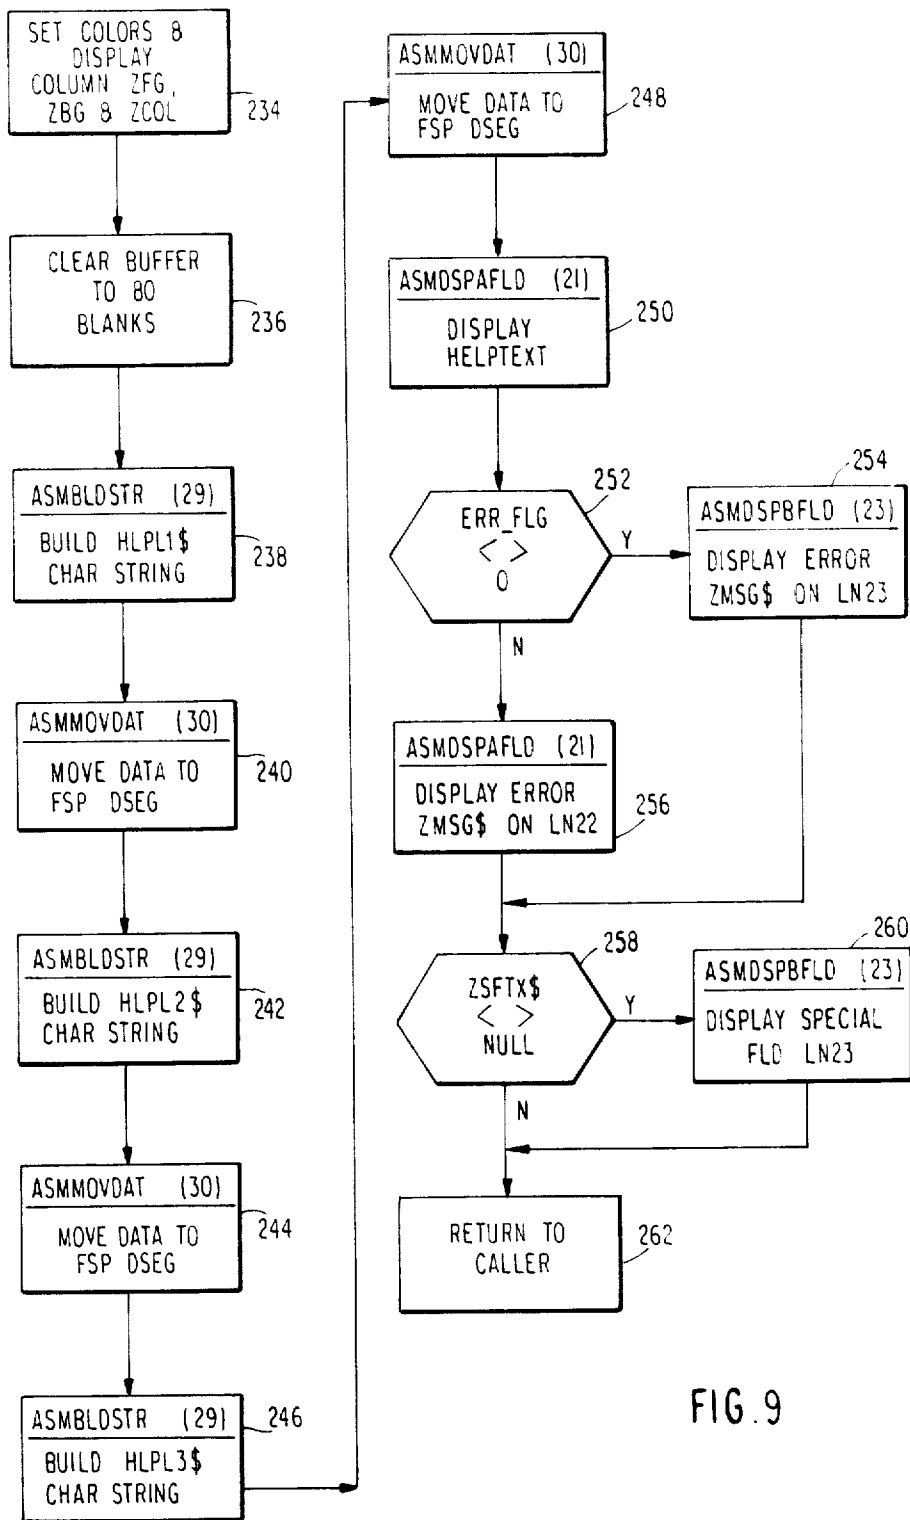 SET COLORS &
DISPLAY
COLUMN ZFG,
ZBG & ZCOL
234
CLEAR BUFFER
TO 80
BLANKS
236
ASMBLDSTR (29)
BUILD HLPL1$
CHAR STRING
238
ASMMOVDAT (30)
MOVE DATA TO
FSP DSEG
240
ASMBLDSTR (29)
BUILD HLPL2$
CHAR STRING
242
ASMMOVDAT (30)
MOVE DATA TO
FSP DSEG
244
ASMBLDSTR (29)
BUILD HLPL3$
CHAR STRING
246
ASMMOVDAT (30)
MOVE DATA TO
FSP DSEG
248
ASMDSPAFLD (21)
DISPLAY
HELPTEXT
250
ERR_FLG
< >
0
252
Y
N
ASMDSPBFLD (23)
DISPLAY ERROR
ZMSG$ ON LN23
254
ASMDSPAFLD (21)
DISPLAY ERROR
ZMSG$ ON LN22
256
ZSFTX$
< >
NULL
258
Y
N
ASMDSPBFLD (23)
DISPLAY SPECIAL
FLD LN23
260
RETURN TO
CALLER
262
FIG.9